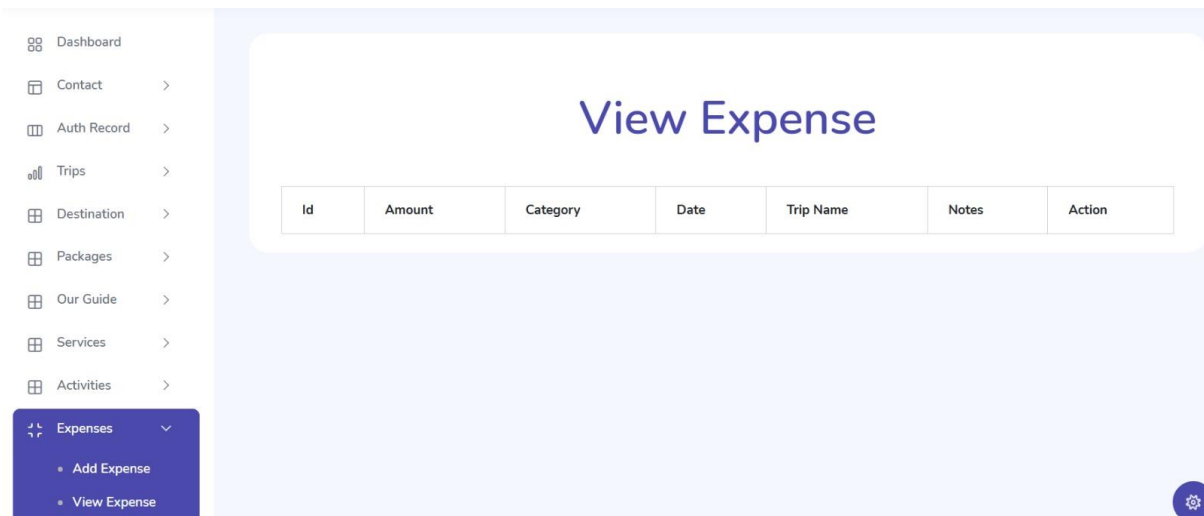 Dashboard
Contact
Auth Record
Trips
Destination
Packages
Our Guide
Services
Activities
Expenses
Add Expense
View Expense
View Expense
Id Amount Category Date Trip Name Notes Action